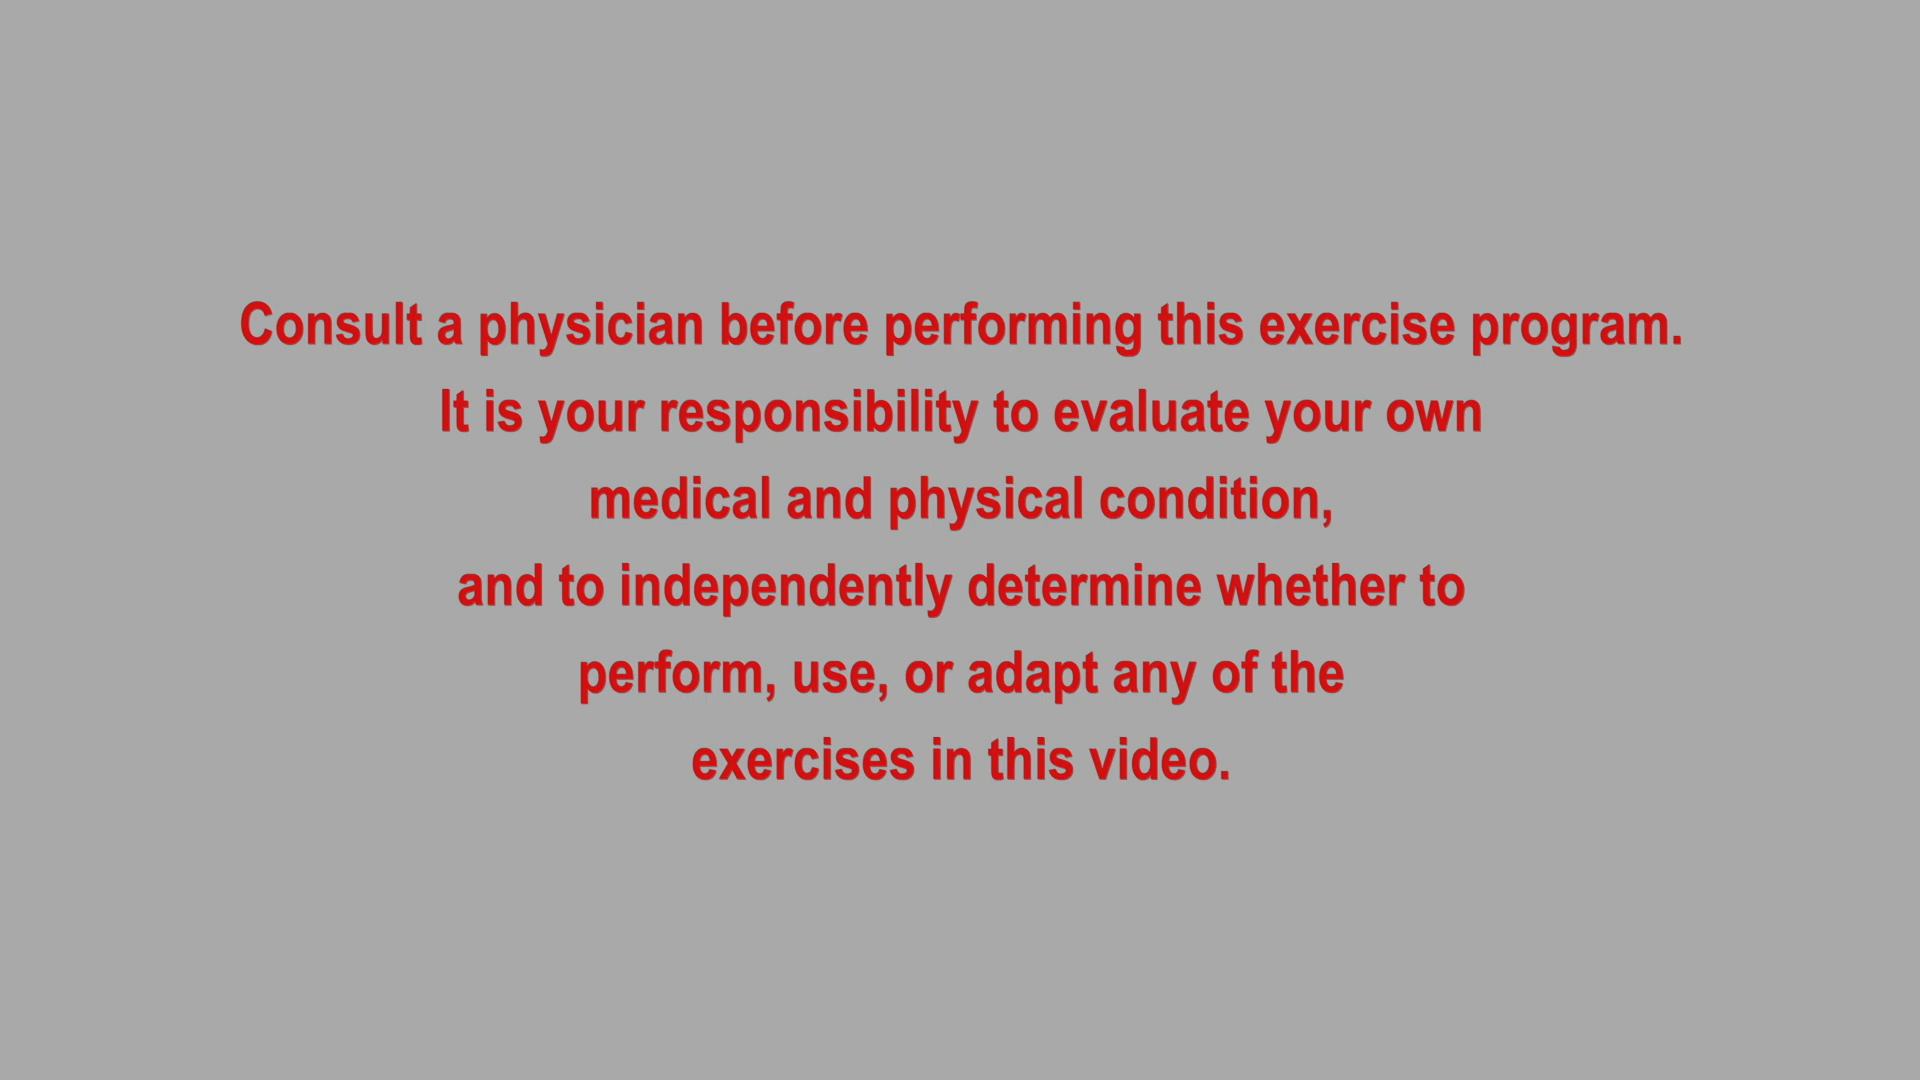 Consult a physician before performing this exercise program.
It is your responsibility to evaluate your own
medical and physical condition,
and to independently determine whether to
perform, use, or adapt any of the
exercises in this video.